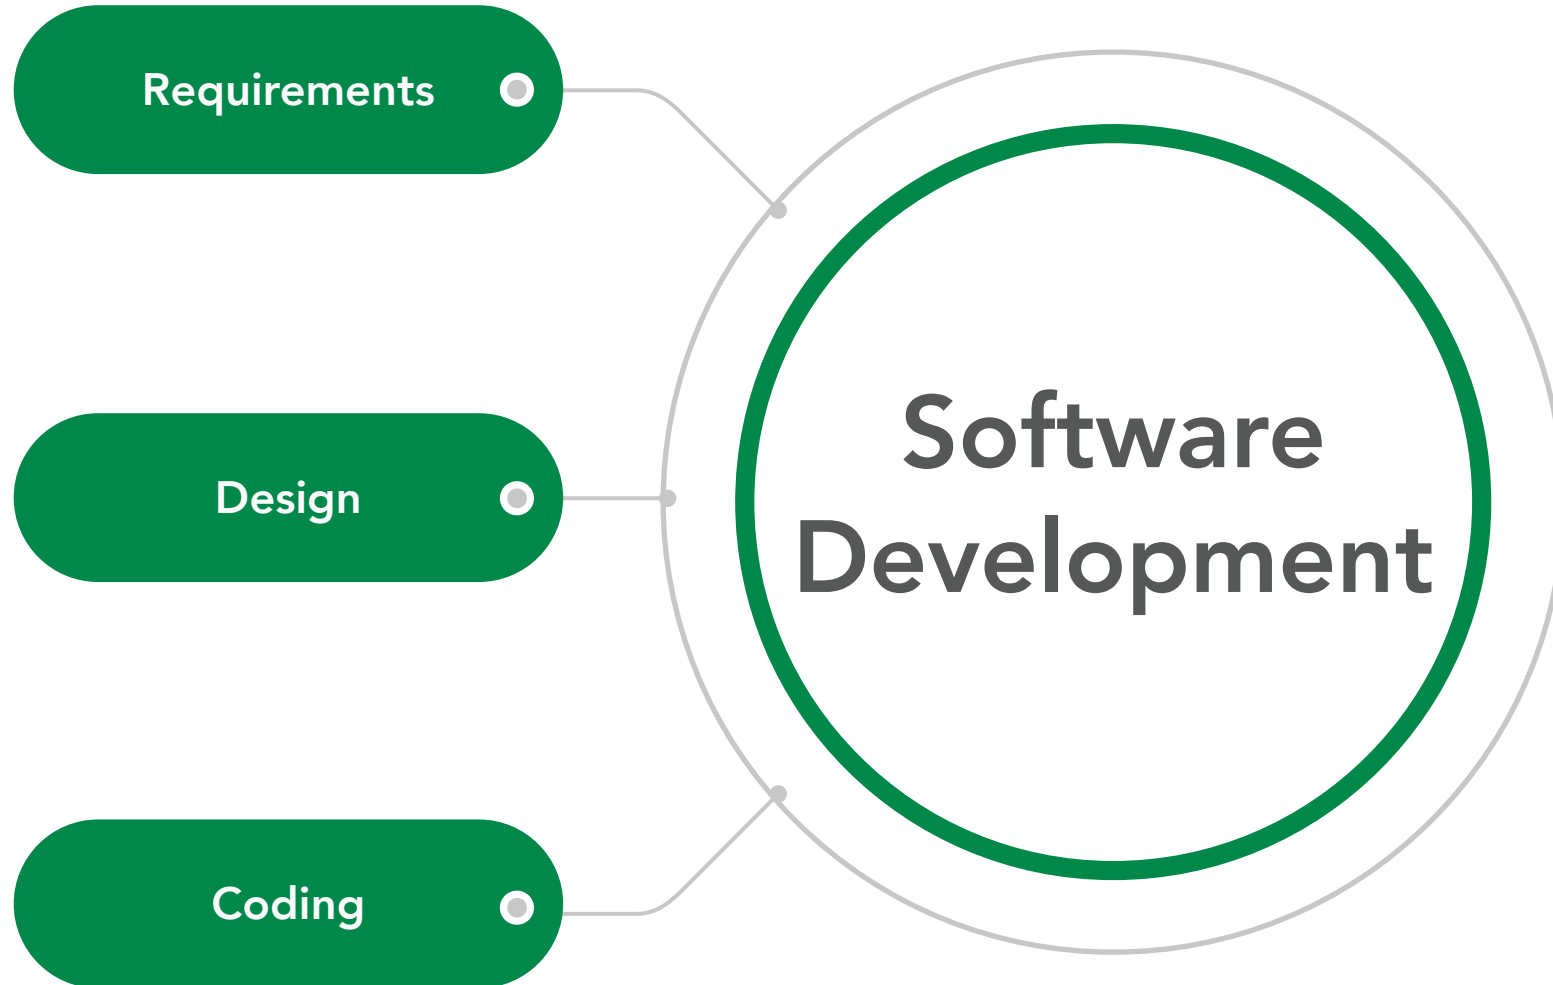 Requirements
Design
Coding
Software
Development